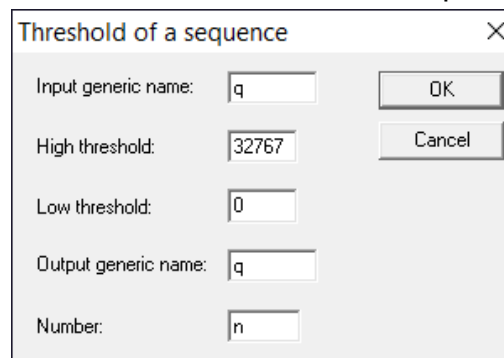 Threshold of a sequence
Input generic name: q OK
High threshold: 32767 Cancel
Low threshold: 0
Output generic name: q
Number: n